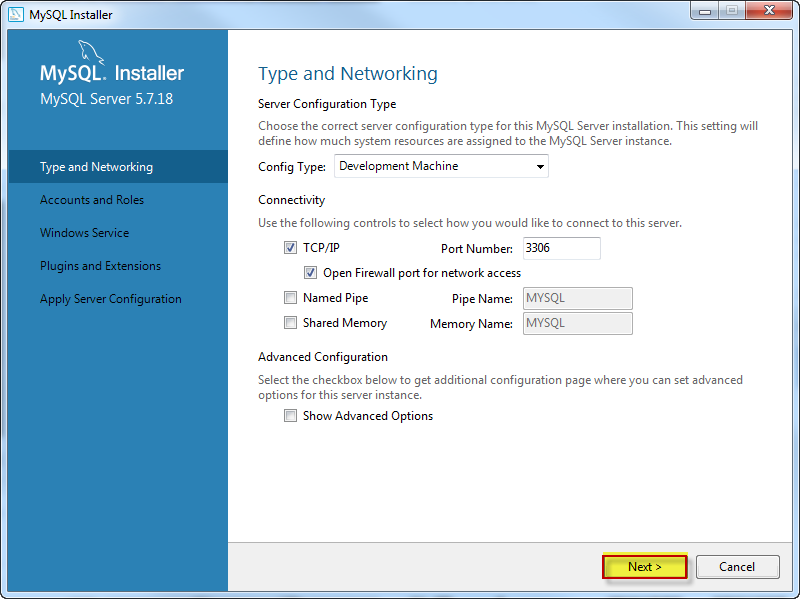 MySQL Installer
MySQL. Installer
MySQL Server 5.7.18
Type and Networking
Accounts and Roles
Windows Service
Plugins and Extensions
Apply Server Configuration
Type and Networking
Server Configuration Type
Choose the correct server configuration type for this MySQL Server installation. This setting will
define how much system resources are assigned to the MySQL Server instance.
Config Type: Development Machine
Connectivity
Use the following controls to select how you would like to connect to this server.
TCP/IP Port Number: 3306
Open Firewall port for network access
Named Pipe Pipe Name: MYSQL
Shared Memory Memory Name: MYSQL
Advanced Configuration
Select the checkbox below to get additional configuration page where you can set advanced
options for this server instance.
Show Advanced Options
Next > Cancel